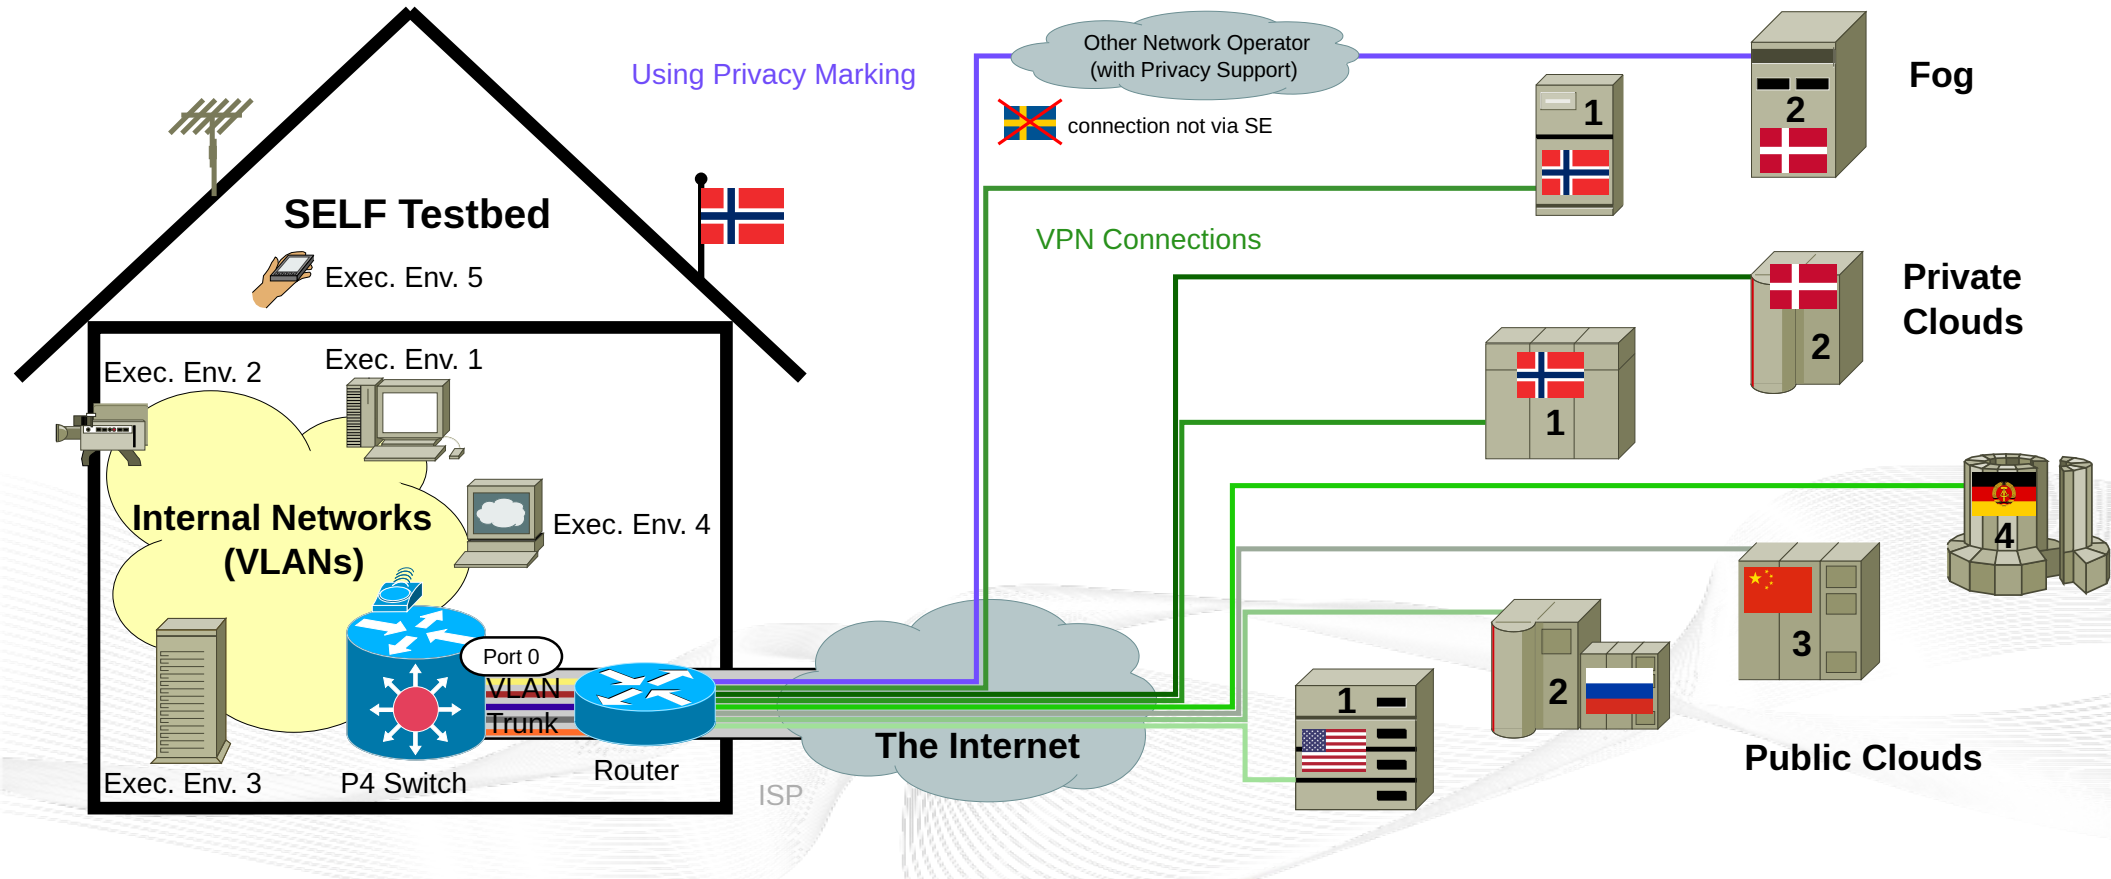 Using Privacy Marking
Other Network Operator
(with Privacy Support)
connection not via SE
1
2
Fog
SELF Testbed
Exec. Env. 5
VPN Connections
2
Private
Clouds
1
Exec. Env. 2
Exec. Env. 1
Internal Networks
(VLANs)
Exec. Env. 4
4
3
2
1
Port 0
VLAN
Trunk
The Internet
Public Clouds
Exec. Env. 3
P4 Switch
Router
ISP